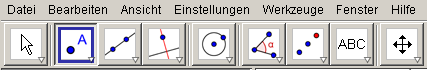 Datei Bearbeiten Ansicht Einstellungen Werkzeuge Fenster Hilfe
A α ABC